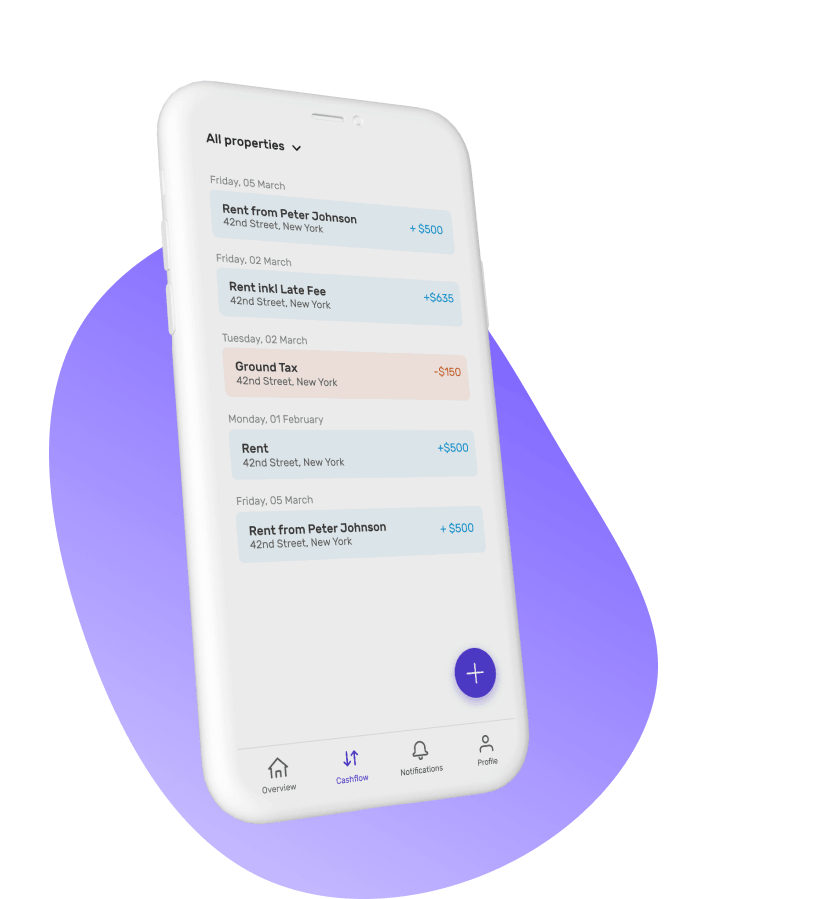 All properties
Friday, 05 March
Rent from Peter Johnson
+ $500
42nd Street, New York
Friday, 02 March
Rent inkl Late Fee
+$635
42nd Street, New York
Tuesday, 02 March
Ground Tax
-$150
42nd Street, New York
Monday, 01 February
Rent
+$500
42nd Street, New York
Friday, 05 March
Rent from Peter Johnson
+ $500
42nd Street, New York
Overview
Cashflow
Notifications
Profile